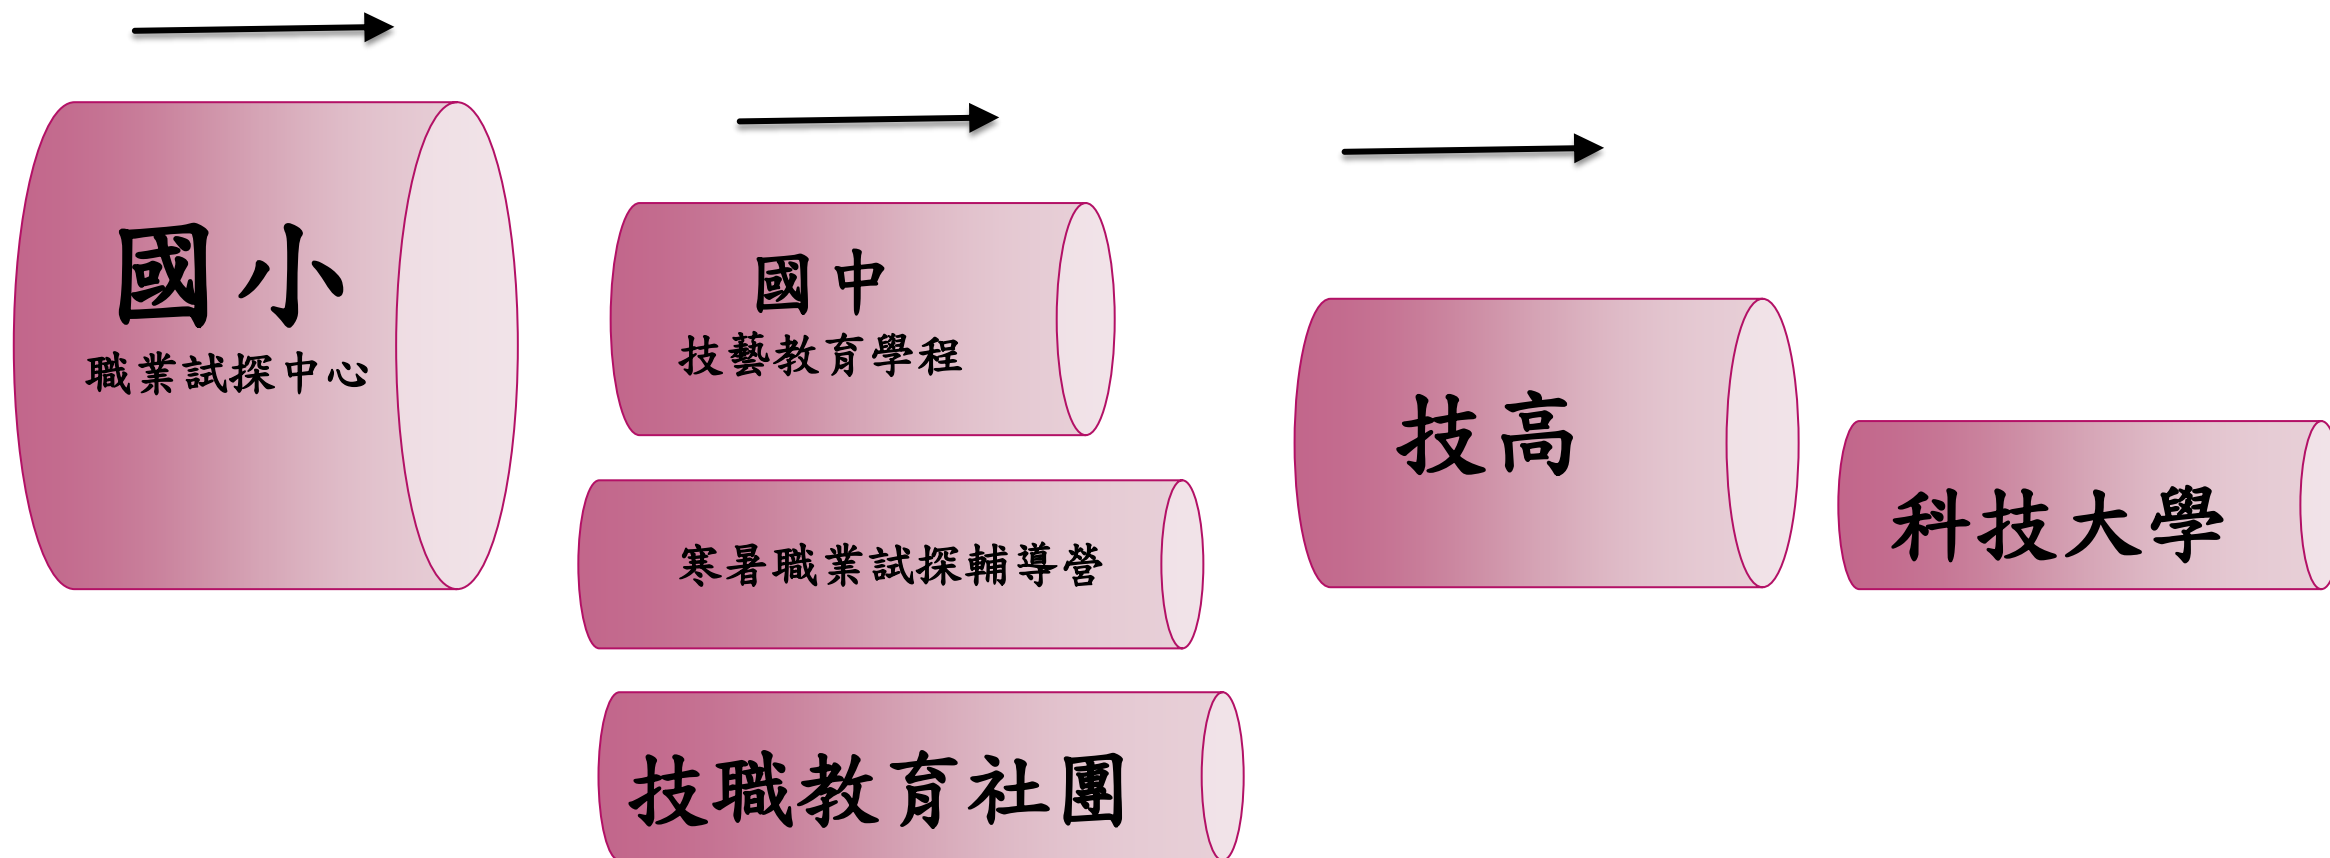 國小
職業試探中心
國中
技藝教育學程
寒暑職業試探輔導營
技職教育社團
技高
科技大學